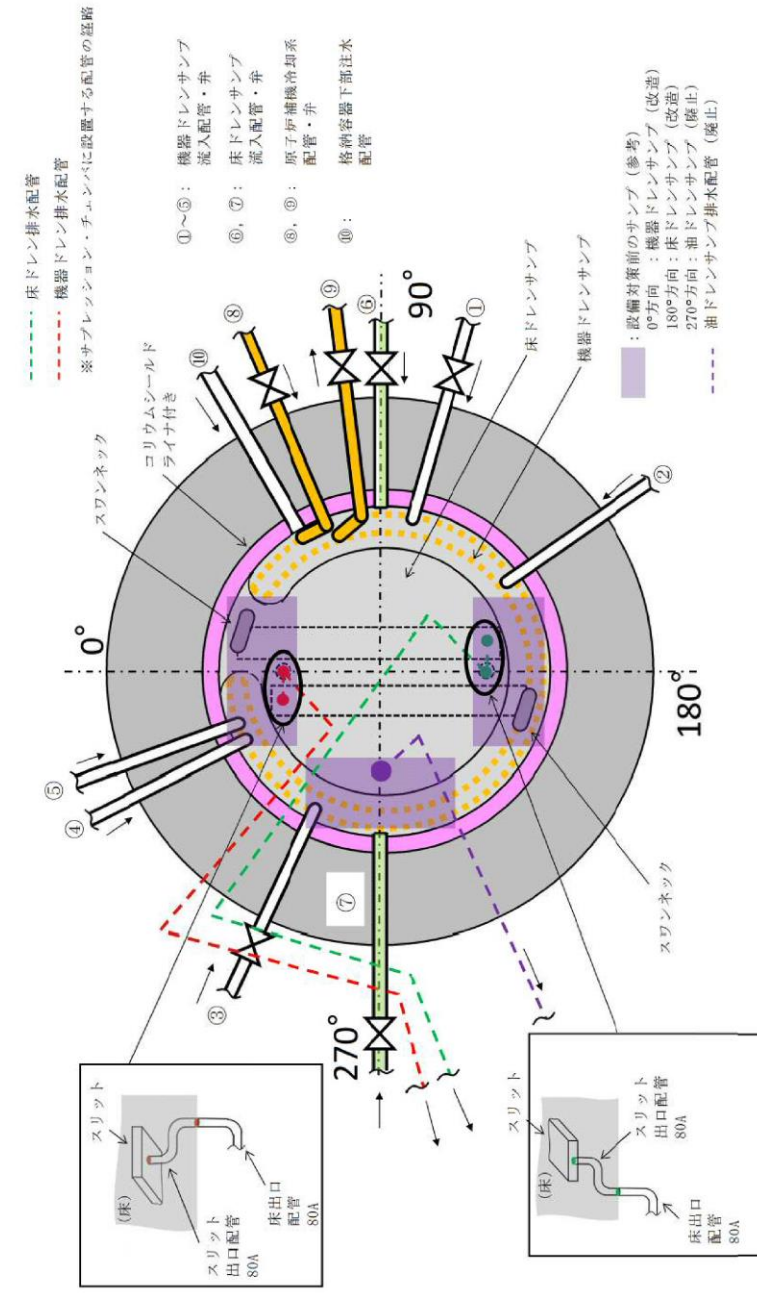 床ドレン排水配管
機器ドレン排水配管
※サプレッション・チェンバに設置する配管の経路
①～⑤： 機器ドレンサンプ
流入配管・弁
⑥, ⑦： 床ドレンサンプ
流入配管・弁
⑧, ⑨： 原子炉補機冷却系
配管・弁
⑩： 格納容器下部注水
配管
0°
90°
180°
270°
①
②
③
④
⑤
⑥
⑦
⑧
⑨
⑩
スワンネック
コリウムシールド
ライナ付き
床ドレンサンプ
機器ドレンサンプ
スワンネック
：設備対策前のサンプ（参考）
0°方向 ：機器ドレンサンプ（改造）
180°方向：床ドレンサンプ（改造）
270°方向：油ドレンサンプ（廃止）
油ドレンサンプ排水配管（廃止）
スリット
(床)
スリット
出口配管
80A
床出口
配管
80A
スリット
(床)
スリット
出口配管
80A
床出口
配管
80A